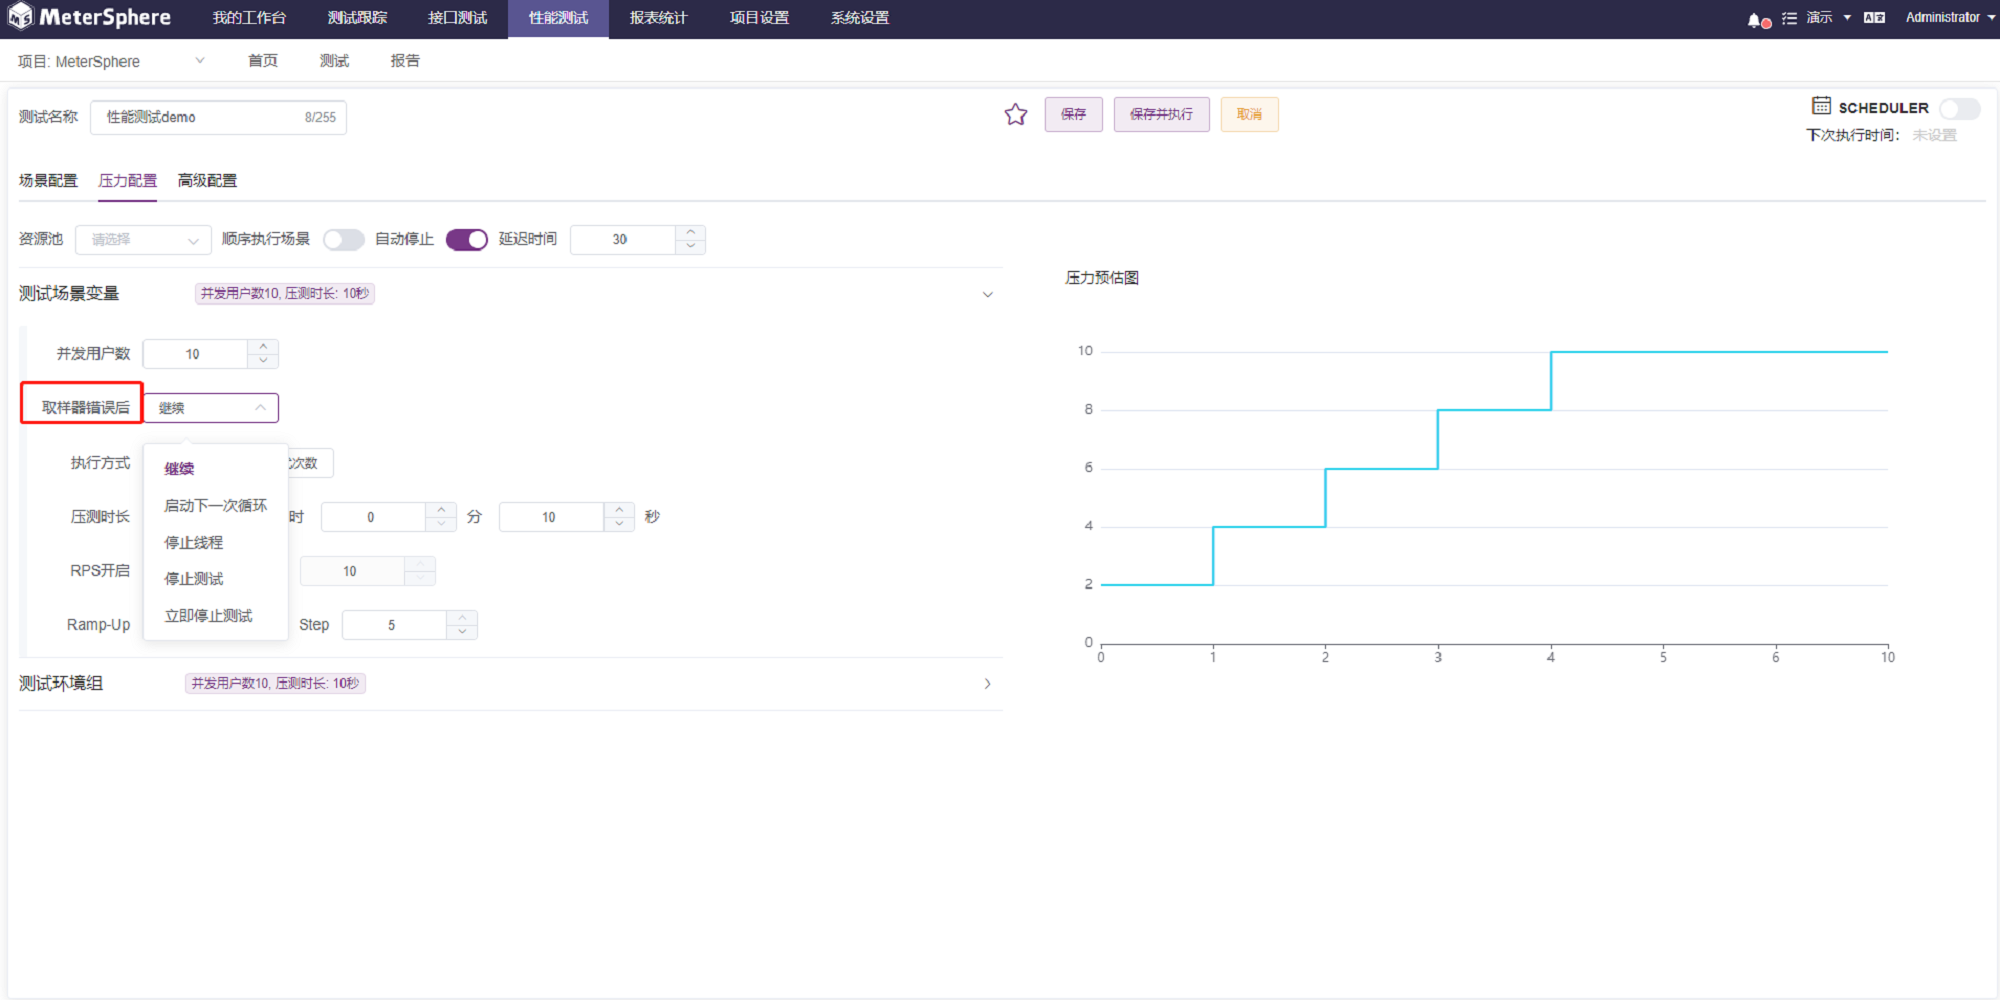 MeterSphere 我的工作台 测试跟踪 接口测试 性能测试 报表统计 项目设置 系统设置 演示 Administrator
项目: MeterSphere 首页 测试 报告
测试名称 性能测试demo 8/255 保存 保存并执行 取消 SCHEDULER
下次执行时间: 未设置
场景配置 压力配置 高级配置
资源池 请选择 顺序执行场景 自动停止 延迟时间 30
测试场景变量 并发用户数10, 压测时长: 10秒
并发用户数 10
取样器错误后 继续
执行方式 次数
压测时长 时 0 分 10 秒
RPS开启 10
Ramp-Up Step 5
继续
启动下一次循环
停止线程
停止测试
立即停止测试
测试环境组 并发用户数10, 压测时长: 10秒
压力预估图
10
8
6
4
2
0
0 1 2 3 4 5 6 10